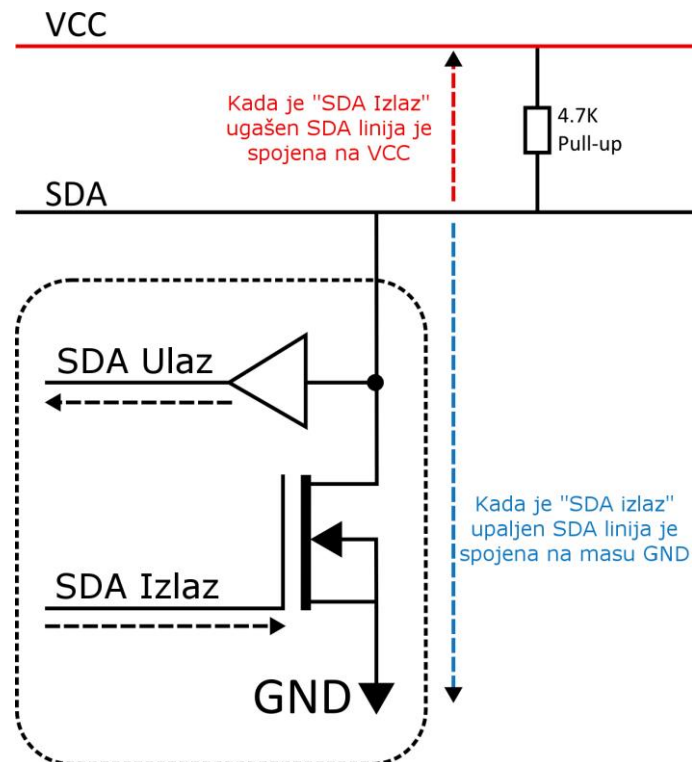 VCC
Kada je "SDA Izlaz"
ugašen SDA linija je
spojena na VCC
4.7K
Pull-up
SDA
SDA Ulaz
Kada je "SDA izlaz"
upaljen SDA linija je
spojena na masu GND
SDA Izlaz
GND